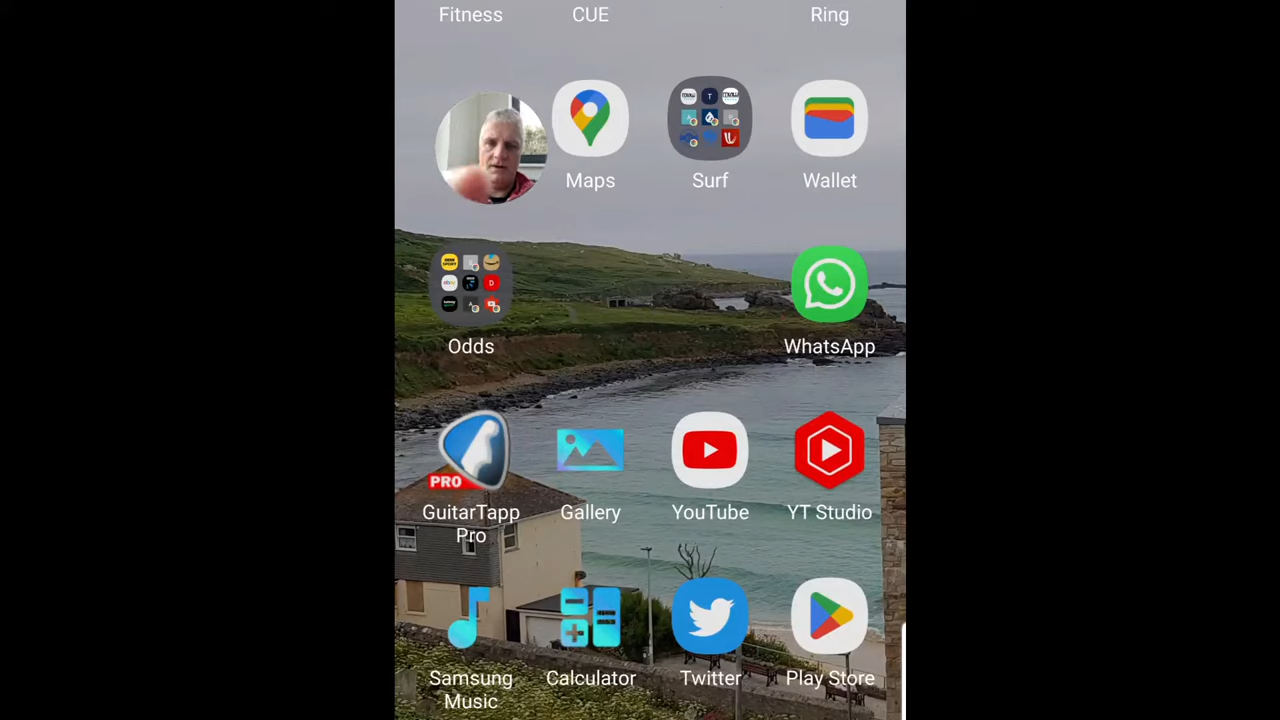 Fitness
CUE
Ring
Maps
Surf
Wallet
Odds
WhatsApp
PRO
GuitarTapp
Pro
Gallery
YouTube
YT Studio
Samsung
Music
Calculator
Twitter
Play Store